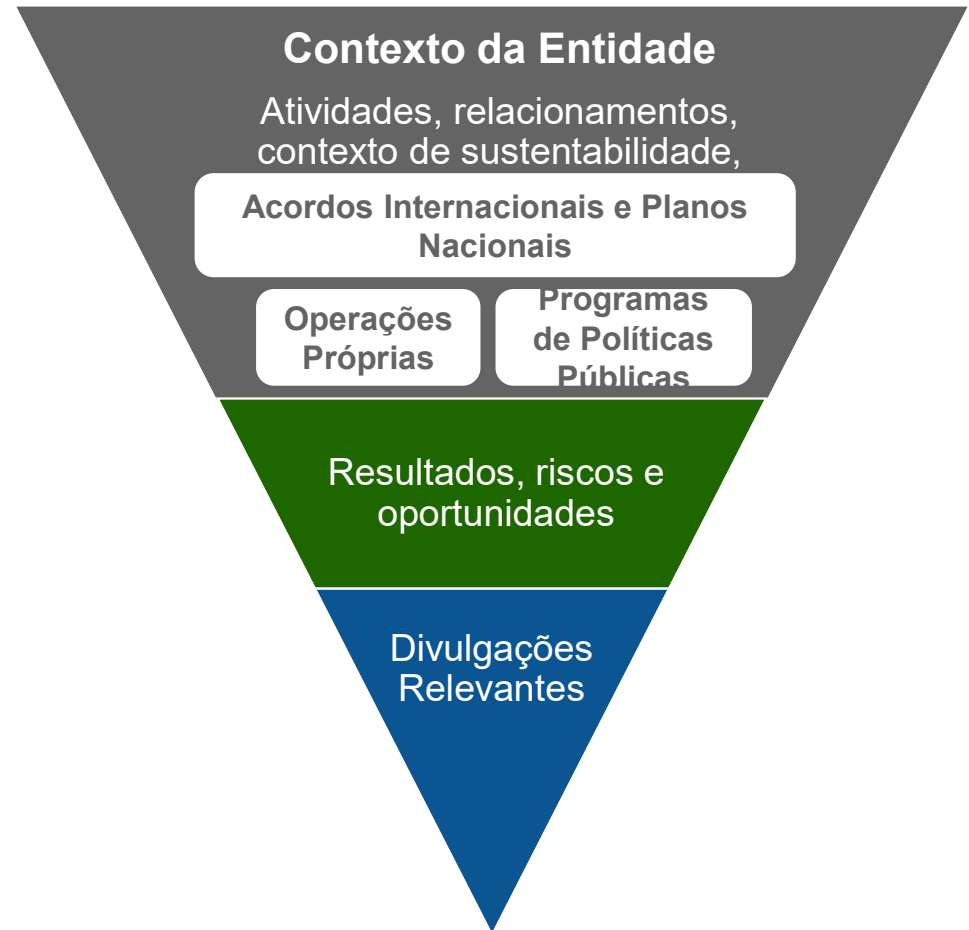 Contexto da Entidade
Atividades, relacionamentos,
contexto de sustentabilidade,
Acordos Internacionais e Planos
Nacionais
Operações
Próprias
Programas
de Políticas
Públicas
Resultados, riscos e
oportunidades
Divulgações
Relevantes